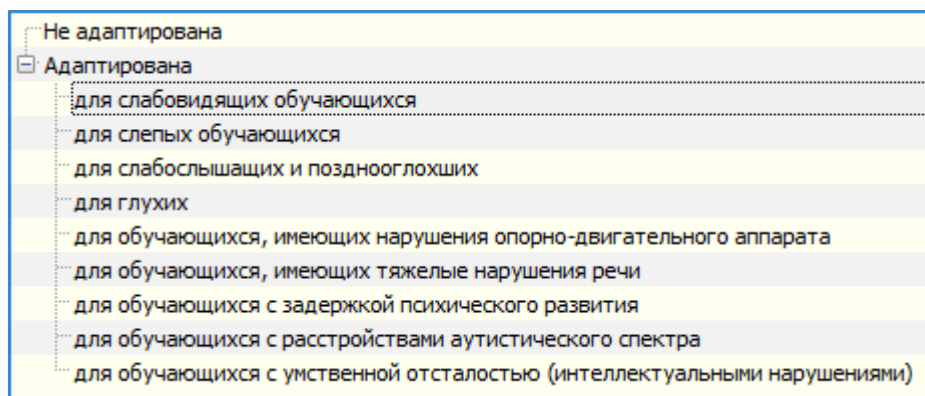 Не адаптирована
Адаптирована
для слабовидящих обучающихся
для слепых обучающихся
для слабослышащих и позднооглохших
для глухих
для обучающихся, имеющих нарушения опорно-двигательного аппарата
для обучающихся, имеющих тяжелые нарушения речи
для обучающихся с задержкой психического развития
для обучающихся с расстройствами аутистического спектра
для обучающихся с умственной отсталостью (интеллектуальными нарушениями)